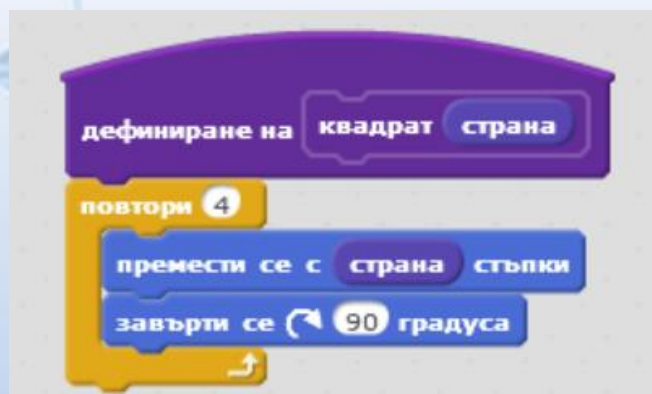 дефиниране на квадрат страна
повтори 4
премести се с страна стъпки
завърти се 90 градуса